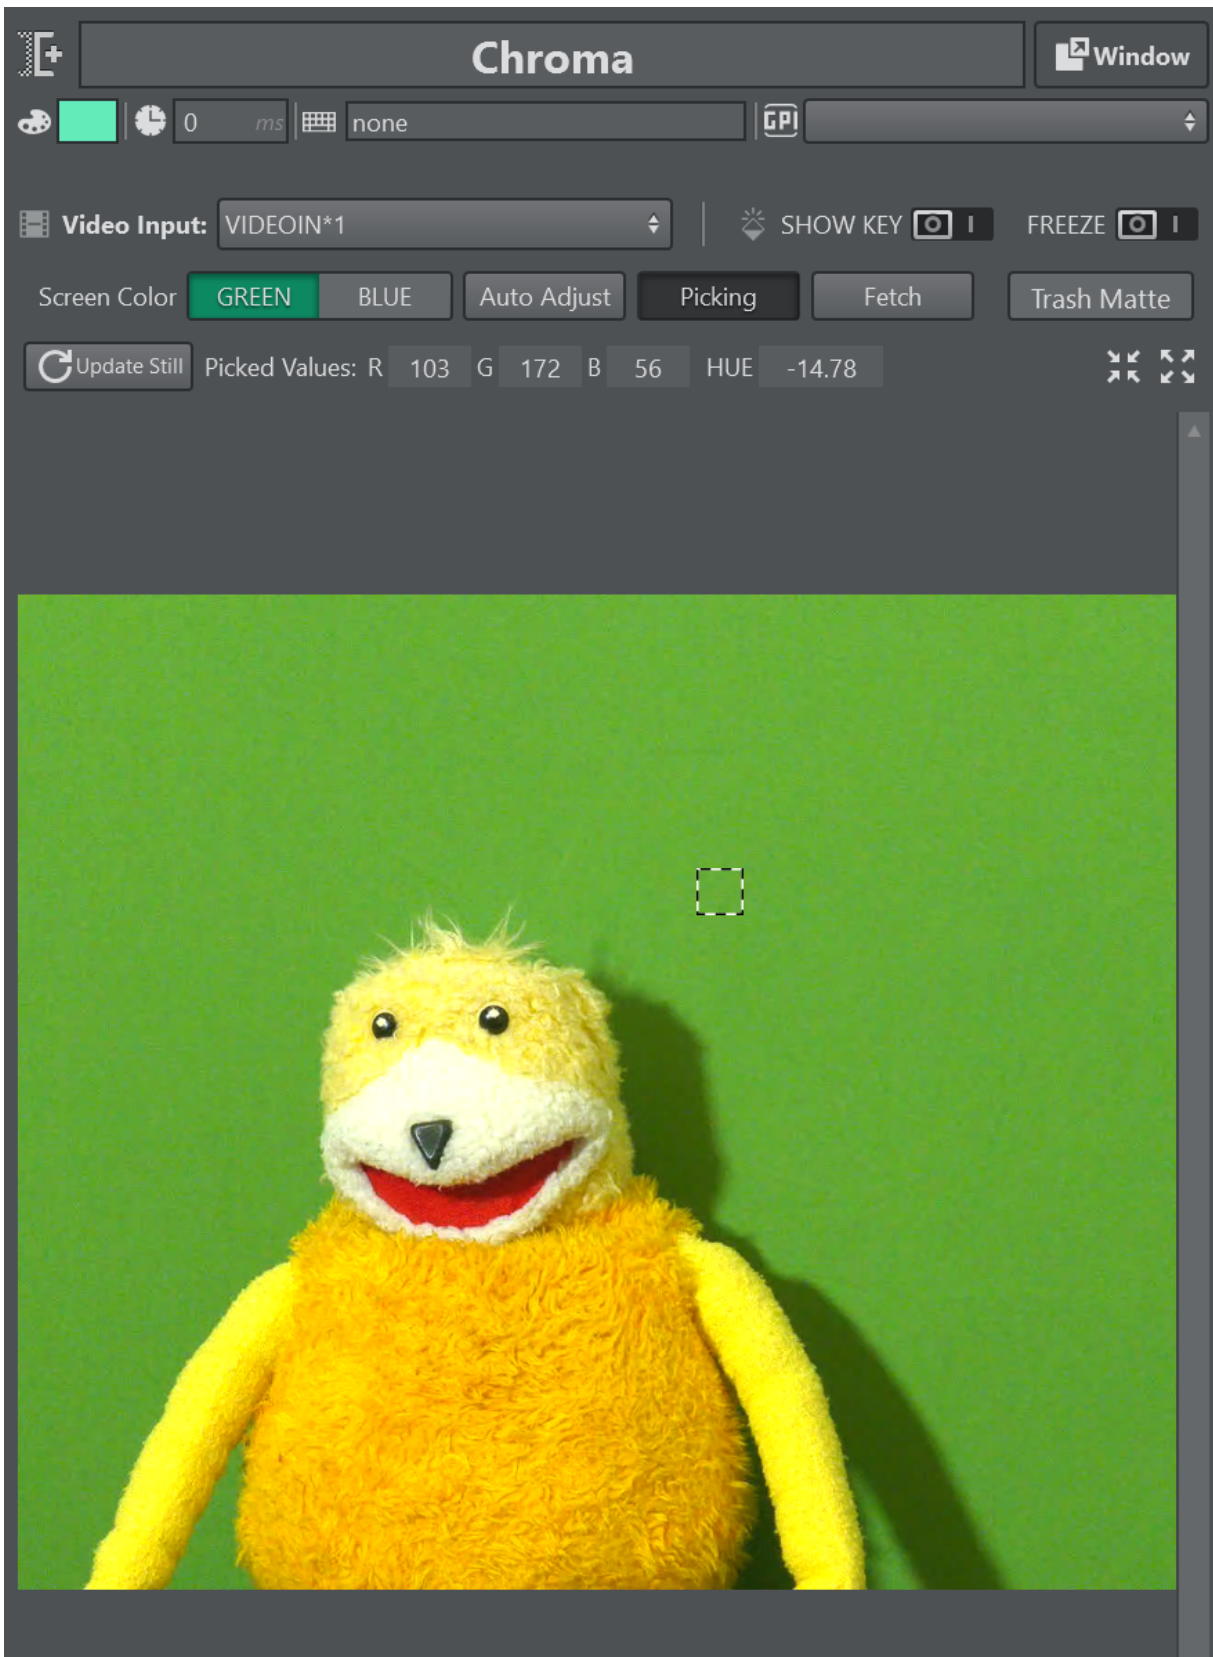 Chroma
Window
0 ms none GPI
Video Input: VIDEOIN*1 SHOW KEY O I FREEZE O I
Screen Color GREEN BLUE Auto Adjust Picking Fetch Trash Matte
Update Still Picked Values: R 103 G 172 B 56 HUE -14.78